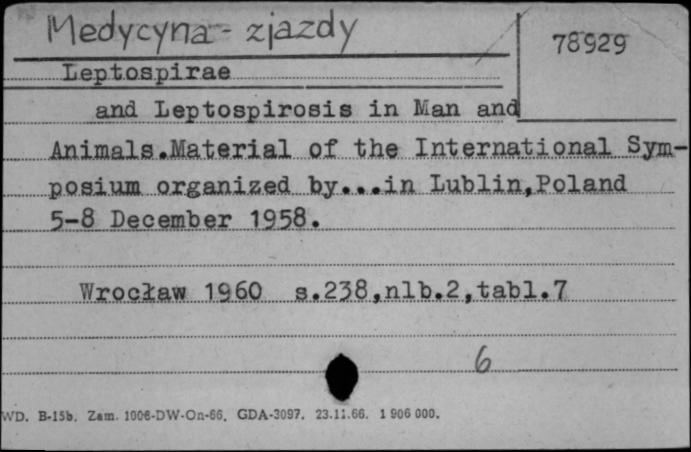 Medycyna - zjazdy
78929
Leptospirae
and Leptospirosis in Man and
Animals.Material of the International Sym-
posium organized by...in Lublin,Poland
5-8 December 1958.
Wrocław 1960 s.238,nlb.2,tabl.7
6
WD. B-15b. Zam. 1006-DW-On-66. GDA-3097. 23.11.66. 1 906 000.